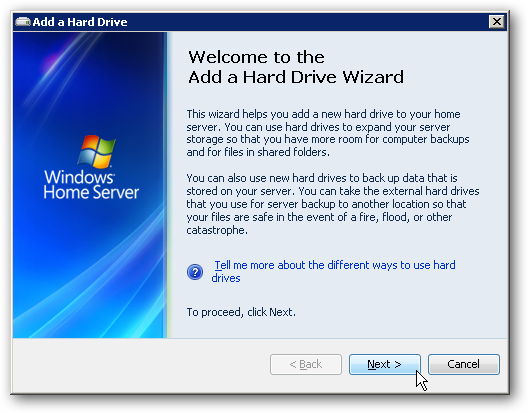 Add a Hard Drive
Welcome to the
Add a Hard Drive Wizard
This wizard helps you add a new hard drive to your home
server. You can use hard drives to expand your server
storage so that you have more room for computer backups
and for files in shared folders.
You can also use new hard drives to back up data that is
stored on your server. You can take the external hard drives
that you use for server backup to another location so that
your files are safe in the event of a fire, flood, or other
catastrophe.
Windows®
Home Server
? Tell me more about the different ways to use hard
drives
To proceed, click Next.
< Back
Next >
Cancel